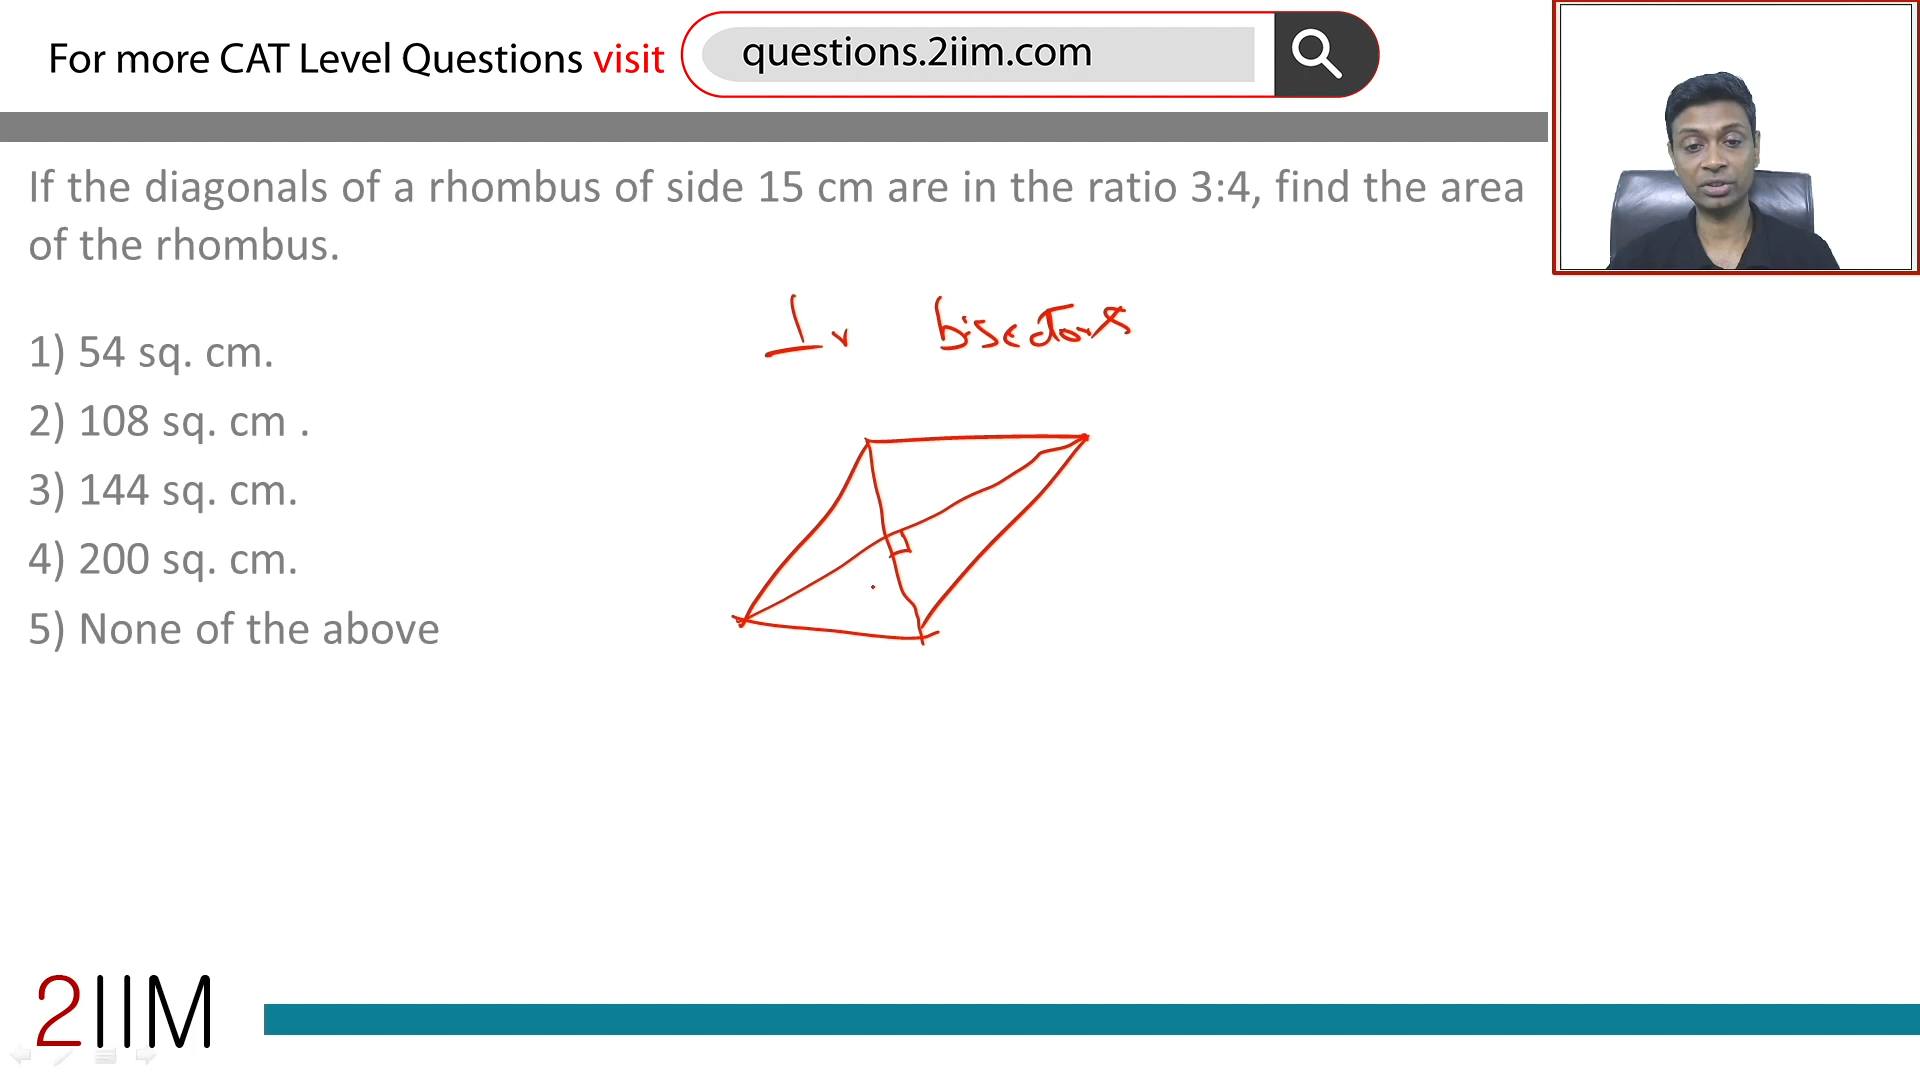 For more CAT Level Questions visit questions.2iim.com
If the diagonals of a rhombus of side 15 cm are in the ratio 3:4, find the area
of the rhombus.
⊥r bisectors
1) 54 sq. cm.
2) 108 sq. cm .
3) 144 sq. cm.
4) 200 sq. cm.
5) None of the above
2IIM